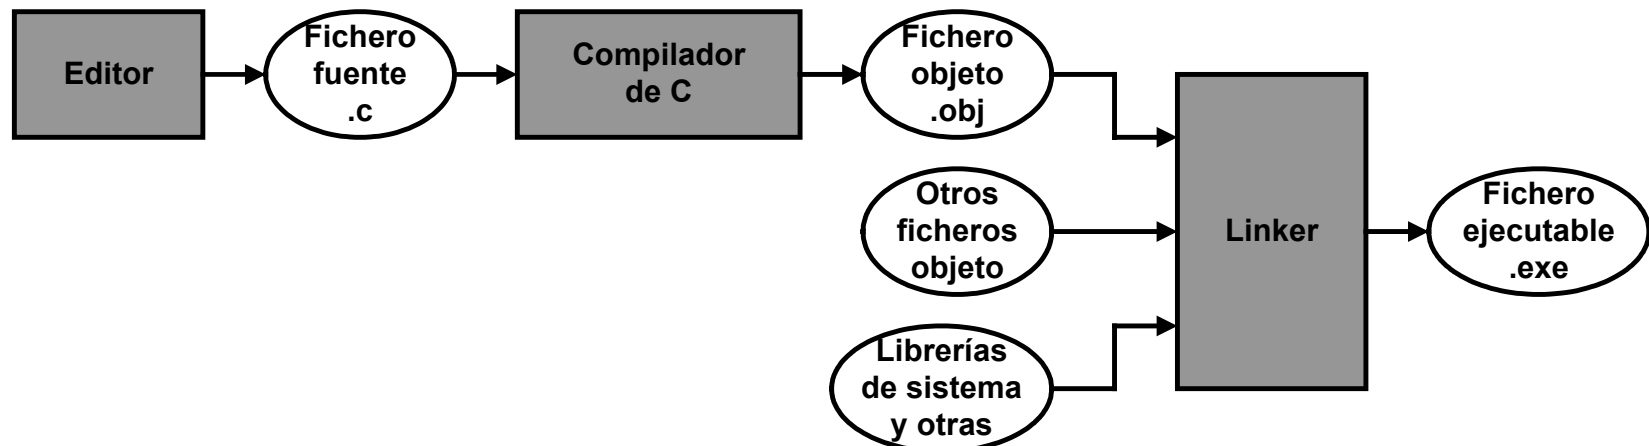 Editor
Fichero
fuente
.c
Compilador
de C
Fichero
objeto
.obj
Otros
ficheros
objeto
Librerías
de sistema
y otras
Linker
Fichero
ejecutable
.exe